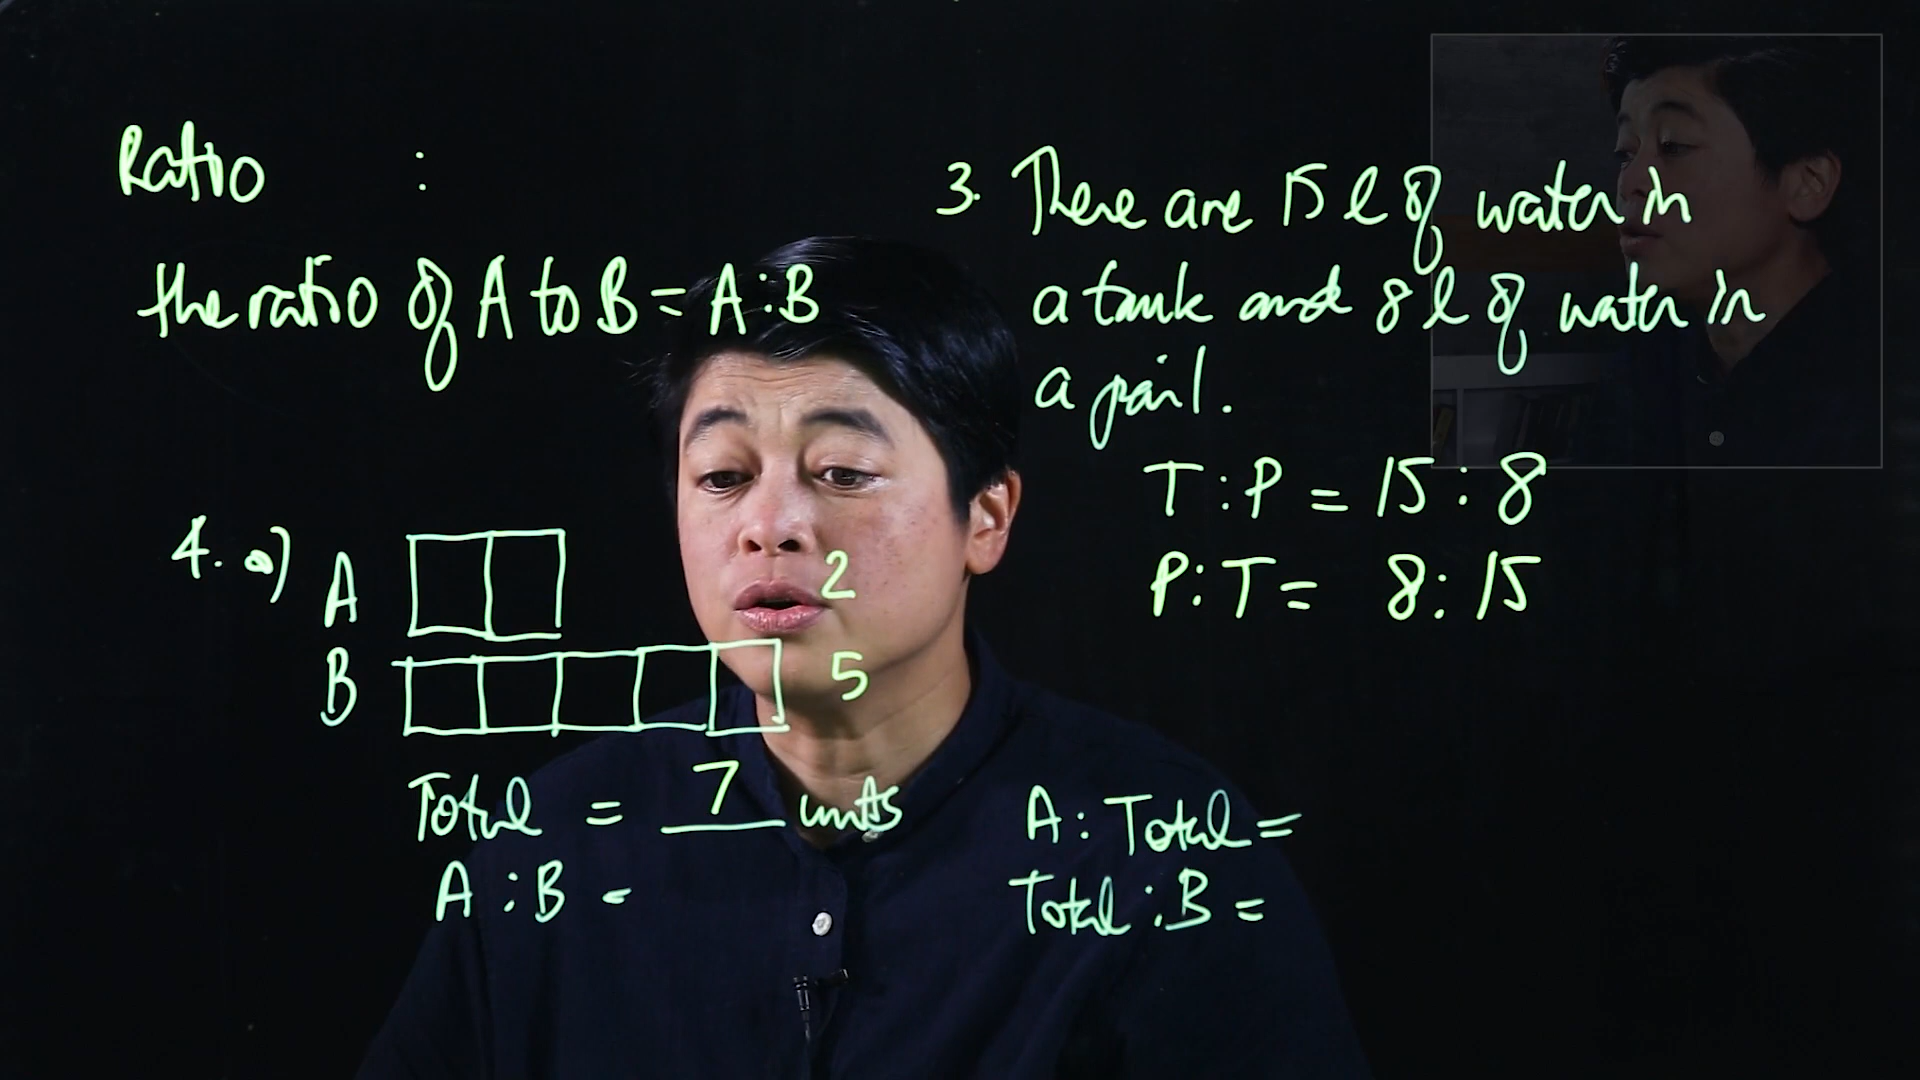 Ratio :
the ratio of A to B = A : B
3. There are 15 l of water in
a tank and 8 l of water in
a pail.
T : P = 15 : 8
P : T = 8 : 15
4. a) A 2
B 5
Total = 7 units
A : B =
A : Total =
Total : B =